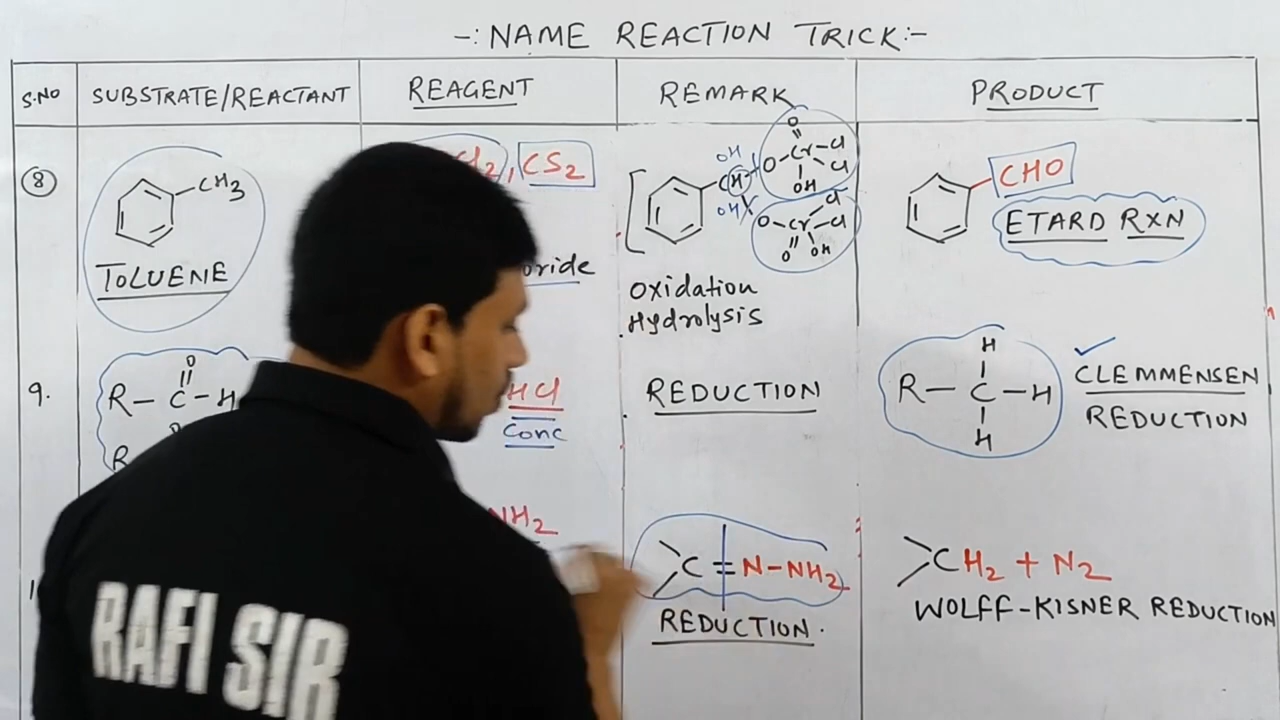 -: NAME REACTION TRICK:-
S.NO SUBSTRATE/REACTANT REAGENT REMARK PRODUCT
8
CH3
TOLUENE
CS2
OH CH OH
O O Cr Cl Cl OH
O Cr Cl Cl O OH
Oxidation
Hydrolysis
CHO
ETARD RXN
9.
R-C-H
O
R
HCl
Conc
REDUCTION
H
R-C-H
H
CLEMMENSEN
REDUCTION
NH2
C=N-NH2
REDUCTION.
CH2 + N2
WOLFF-KISNER REDUCTION
RAFI SIR